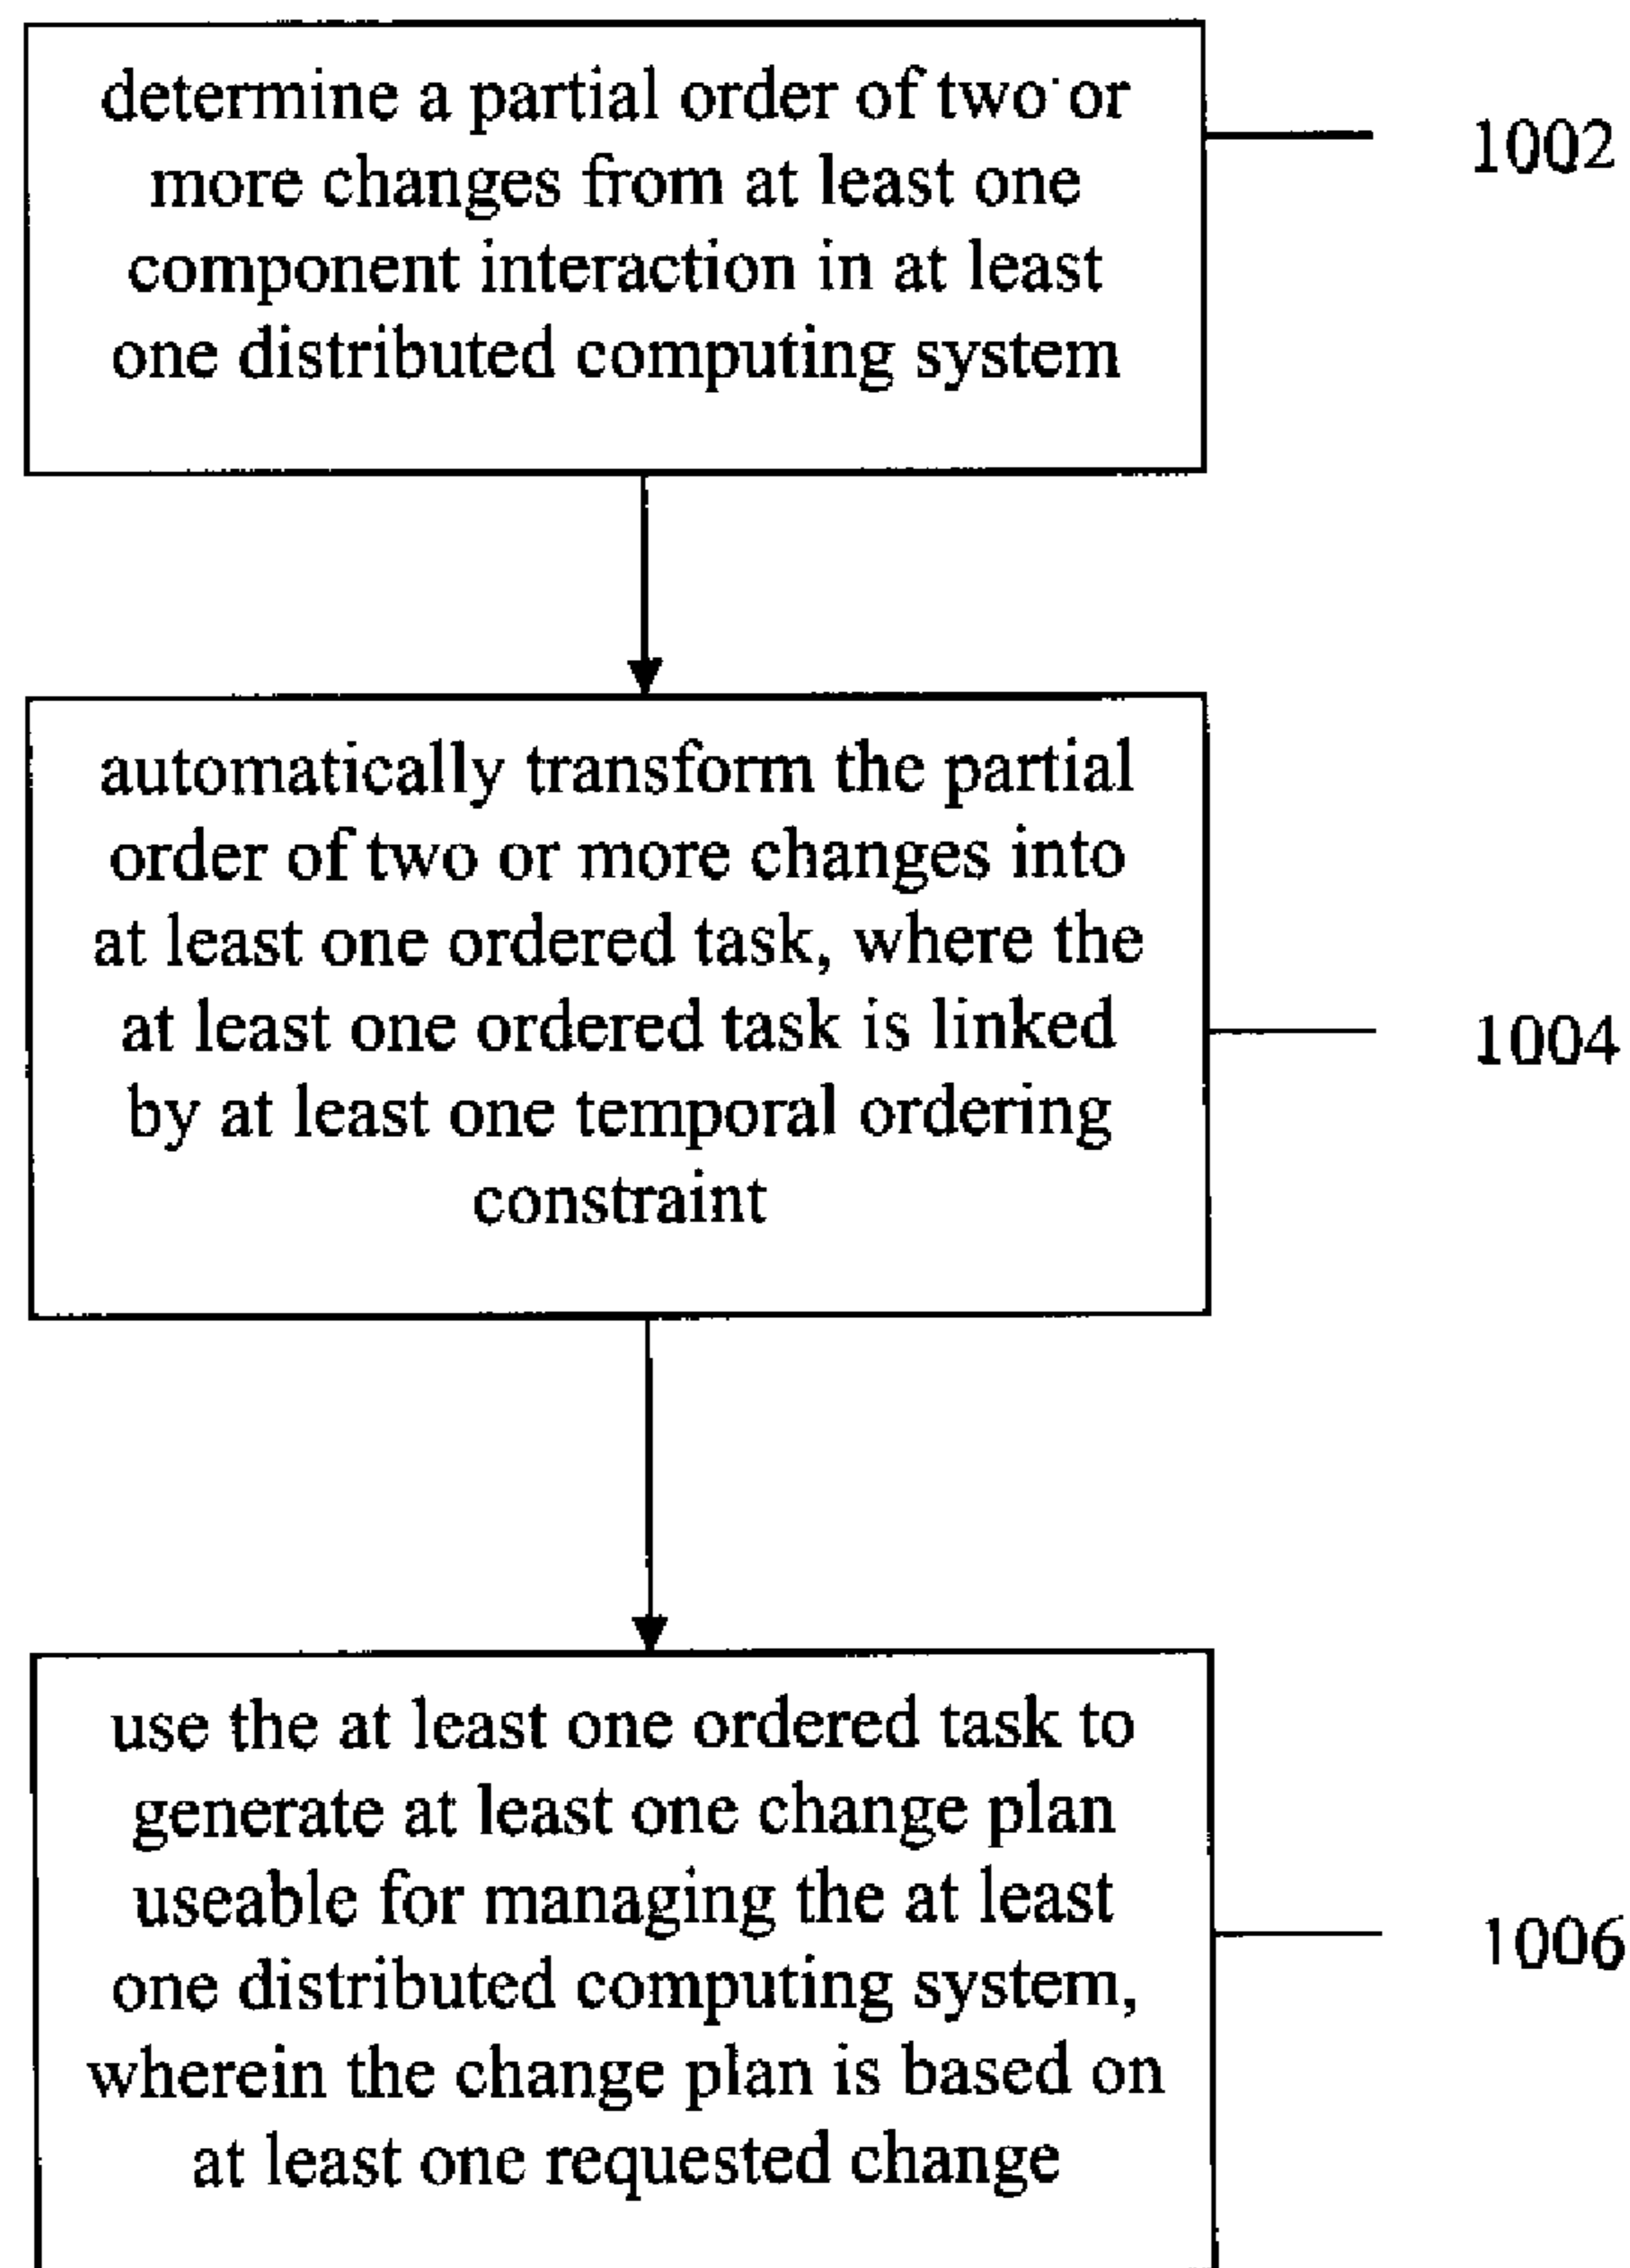 determine a partial order of two or
more changes from at least one
component interaction in at least
one distributed computing system
1002
automatically transform the partial
order of two or more changes into
at least one ordered task, where the
at least one ordered task is linked
by at least one temporal ordering
constraint
1004
use the at least one ordered task to
generate at least one change plan
useable for managing the at least
one distributed computing system,
wherein the change plan is based on
at least one requested change
1006